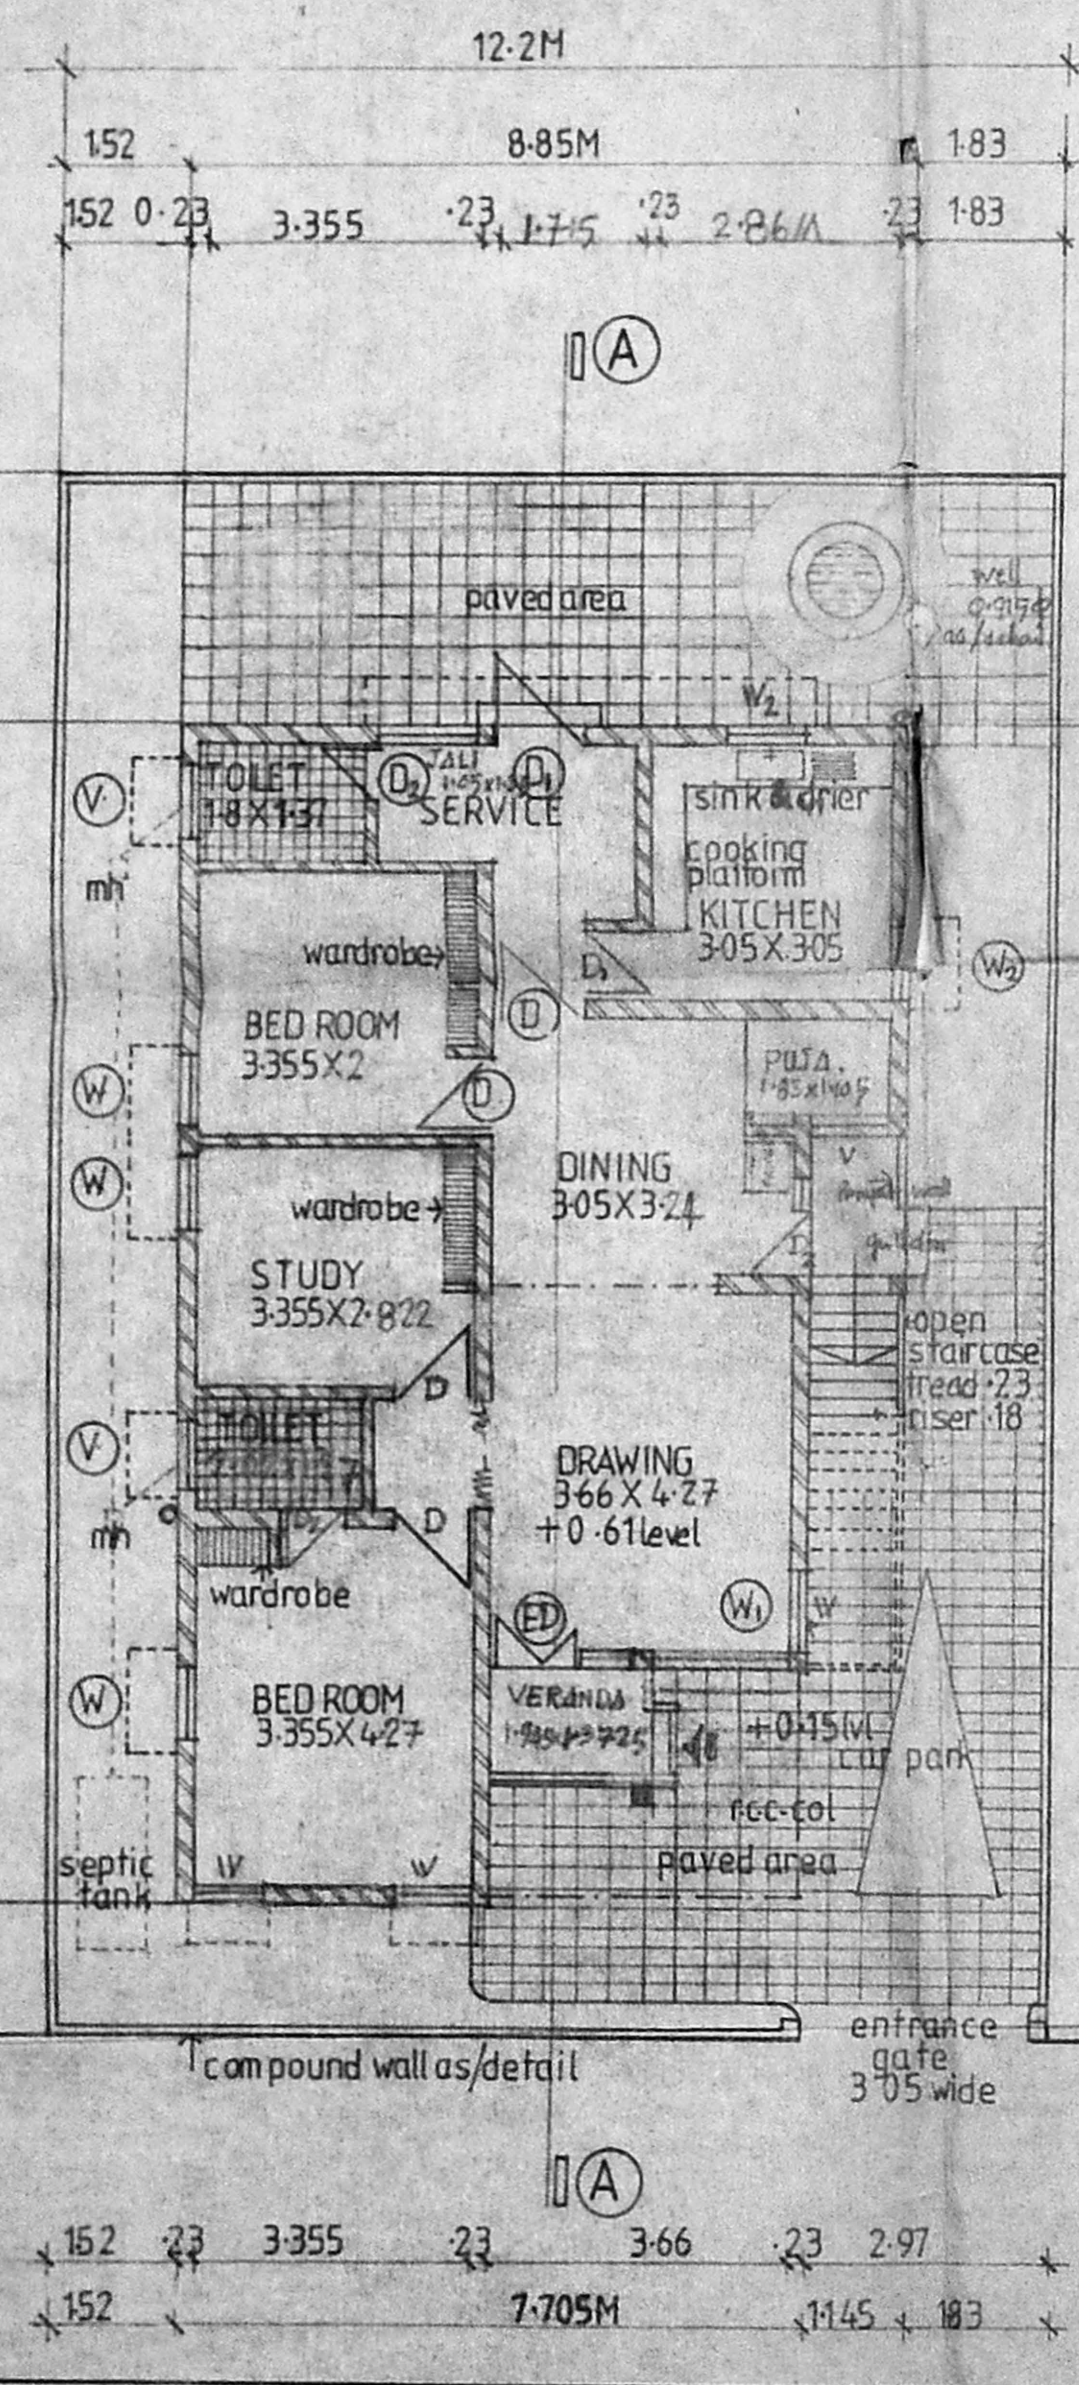 12.2M
1.52 8.85M 1.83
1.52 0.23 3.355 .23 1.715 .23 2.86 .23 1.83
A
paved area
well
W2
V
TOILET
1.8X1.37
D2
JALI
D1
SERVICE
sink & drier
cooking
platform
KITCHEN
3.05X3.05
mh
wardrobe
D1
W2
D
BED ROOM
3.355X2
PUJA.
W
D
W
DINING
3.05X3.24
V
wardrobe
D2
STUDY
3.355X2.822
open
staircase
tread .23
riser .18
D
TOILET
V
DRAWING
3.66 X 4.27
+0.61 level
mh
D2
D
wardrobe
ED
W1
W
W
BED ROOM
3.355X4.27
VERANDA
+0.15 lvl
car park
r.c.c-col
paved area
septic
tank
W W
entrance
gate
3.05 wide
compound wall as/detail
A
1.52 .23 3.355 .23 3.66 .23 2.97
1.52 7.705M 1.145 1.83